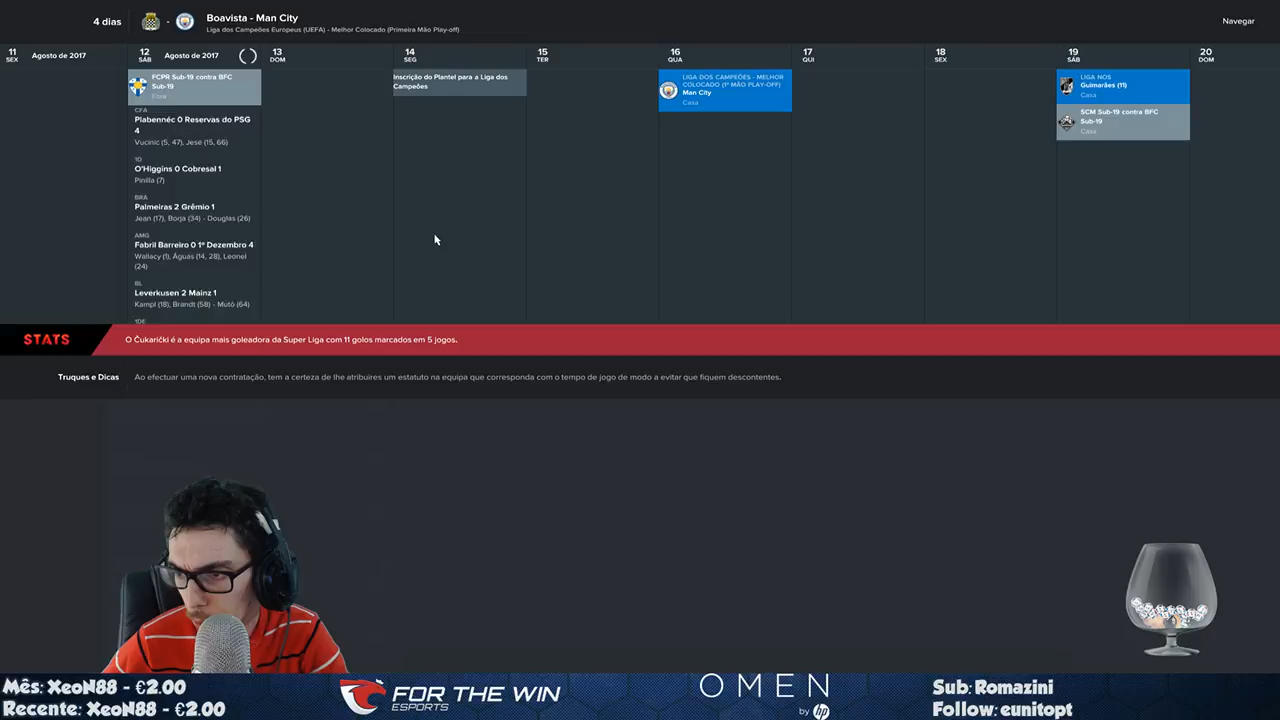 4 dias
Boavista - Man City
Liga dos Campeões Europeus (UEFA) - Melhor Colocado (Primeira Mão Play-off)
Navegar
11
SEX
Agosto de 2017
12
SÁB
Agosto de 2017
13
DOM
14
SEG
15
TER
16
QUA
17
QUI
18
SEX
19
SÁB
20
DOM
FCPR Sub-19 contra BFC
Sub-19
Fora
CFA
Plabennéc 0 Reservas do PSG
4
Vucinic (5, 47), Jesé (15, 66)
1D
O'Higgins 0 Cobresal 1
Pinilla (7)
BRA
Palmeiras 2 Grêmio 1
Jean (17), Borja (34) - Douglas (26)
AMG
Fabril Barreiro 0 1º Dezembro 4
Wallacy (1), Águas (14, 28), Leonel
(24)
BL
Leverkusen 2 Mainz 1
Kampl (18), Brandt (58) - Mutō (64)
1DE
Inscrição do Plantel para a Liga dos
Campeões
LIGA DOS CAMPEÕES - MELHOR
COLOCADO (1ª MÃO PLAY-OFF)
Man City
Casa
LIGA NOS
Guimarães (11)
Casa
SCM Sub-19 contra BFC
Sub-19
Casa
STATS
O Čukarički é a equipa mais goleadora da Super Liga com 11 golos marcados em 5 jogos.
Truques e Dicas
Ao efectuar uma nova contratação, tem a certeza de lhe atribuires um estatuto na equipa que corresponda com o tempo de jogo de modo a evitar que fiquem descontentes.
Mês: XeoN88 - €2.00
Recente: XeoN88 - €2.00
FOR THE WIN
ESPORTS
OMEN
by hp
Sub: Romazini
Follow: eunitopt